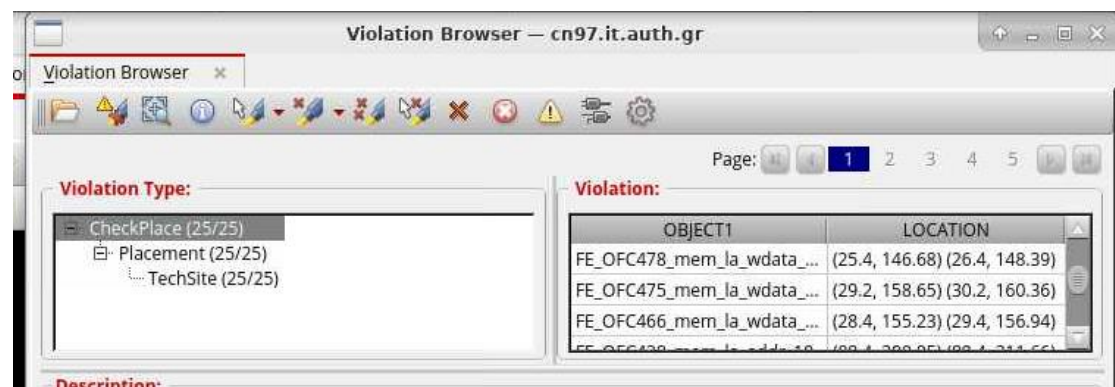 Violation Browser — cn97.it.auth.gr
Violation Browser
Page: 1 2 3 4 5
Violation Type:
CheckPlace (25/25)
Placement (25/25)
TechSite (25/25)
Violation:
OBJECT1 LOCATION
FE_OFC478_mem_la_wdata_... (25.4, 146.68) (26.4, 148.39)
FE_OFC475_mem_la_wdata_... (29.2, 158.65) (30.2, 160.36)
FE_OFC466_mem_la_wdata_... (28.4, 155.23) (29.4, 156.94)
Description: